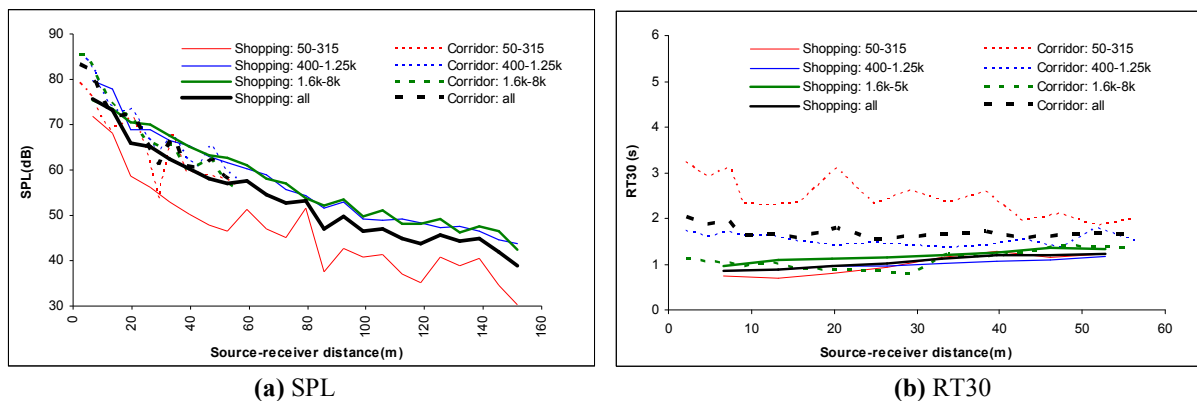 90
80
70
60
50
40
30
SPL(dB)
Shopping: 50-315
Corridor: 50-315
Shopping: 400-1.25k
Corridor: 400-1.25k
Shopping: 1.6k-8k
Corridor: 1.6k-8k
Shopping: all
Corridor: all
0
20
40
60
80
100
120
140
160
Source-receiver distance(m)
(a) SPL
6
5
4
3
2
1
0
RT30 (s)
Shopping: 50-315
Corridor: 50-315
Shopping: 400-1.25k
Corridor: 400-1.25k
Shopping: 1.6k-5k
Corridor: 1.6k-8k
Shopping: all
Corridor: all
0 10 20 30 40 50 60
Source-receiver distance(m)
(b) RT30